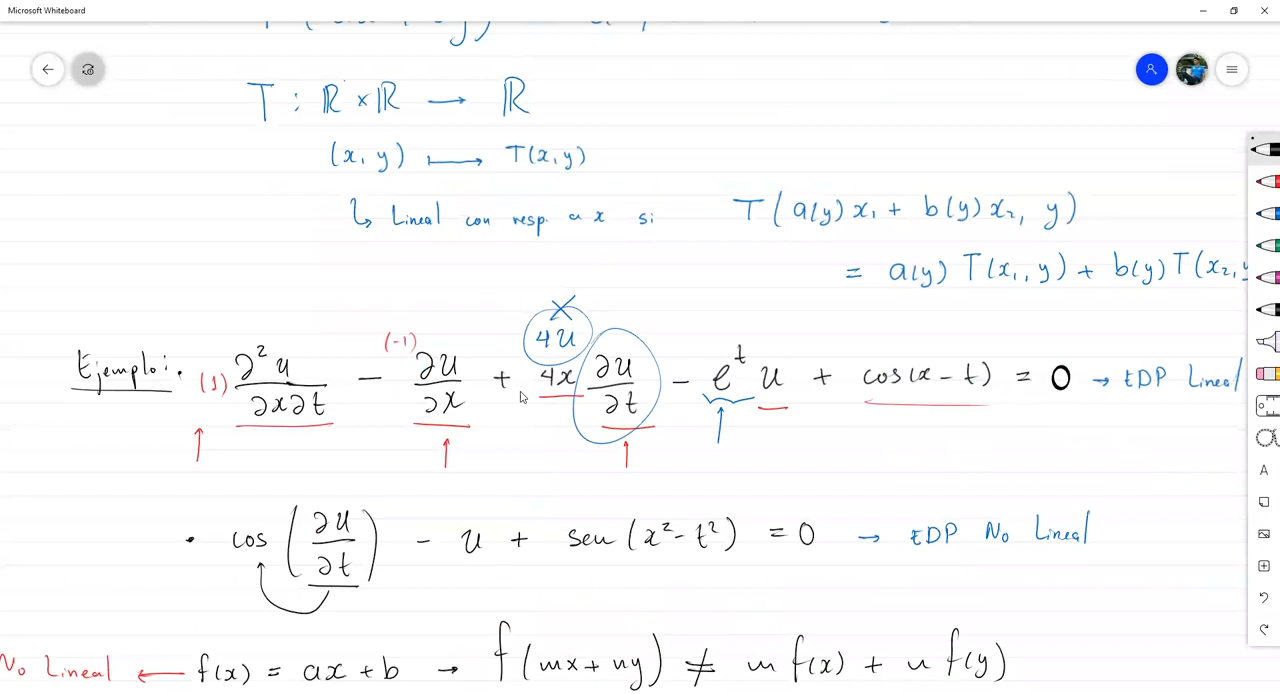 Microsoft Whiteboard
T : ℝ × ℝ → ℝ
(x, y) ⟼ T(x, y)
↳ Lineal con resp. a x si T(a(y)x₁ + b(y)x₂, y)
= a(y) T(x₁, y) + b(y) T(x₂, y
X
4u
Ejemplo: (1) ∂²u/∂x∂t (-1) − ∂u/∂x + 4x ∂u/∂t − eᵗ u + cos(x − t) = 0 → EDP Lineal
• cos(∂u/∂t) − u + sen(x² − t²) = 0 → EDP No Lineal
No Lineal ← f(x) = ax + b → f(mx + ny) ≠ m f(x) + n f(y)
A